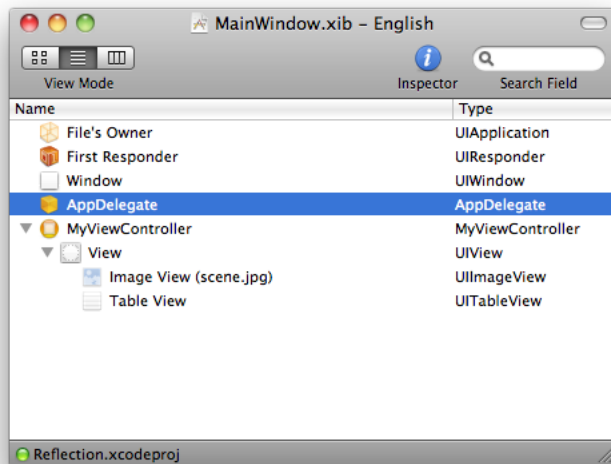 MainWindow.xib – English
View Mode
Inspector
Search Field
Name Type
File's Owner UIApplication
First Responder UIResponder
Window UIWindow
AppDelegate AppDelegate
MyViewController MyViewController
View UIView
Image View (scene.jpg) UIImageView
Table View UITableView
Reflection.xcodeproj